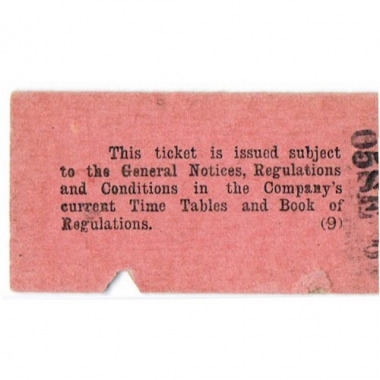 This ticket is issued subject
to the General Notices, Regulations
and Conditions in the Company's
current Time Tables and Book of
Regulations. (9)